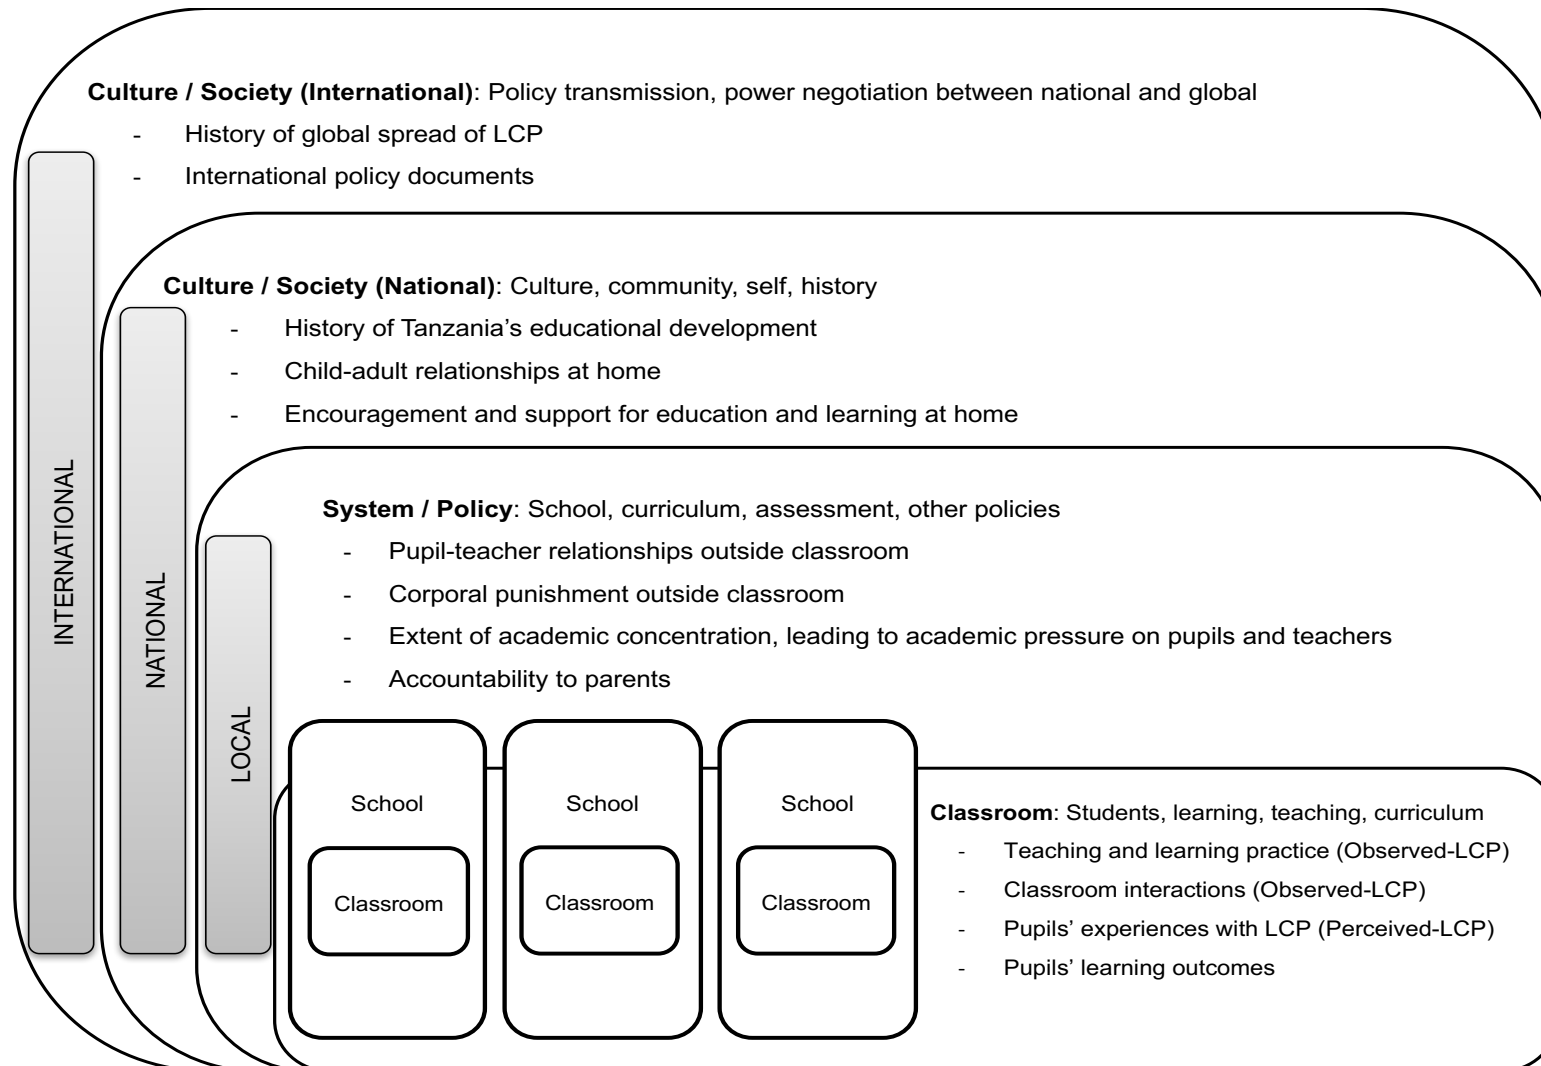 Culture / Society (International): Policy transmission, power negotiation between national and global
- History of global spread of LCP
- International policy documents
Culture / Society (National): Culture, community, self, history
- History of Tanzania’s educational development
- Child-adult relationships at home
- Encouragement and support for education and learning at home
System / Policy: School, curriculum, assessment, other policies
- Pupil-teacher relationships outside classroom
- Corporal punishment outside classroom
- Extent of academic concentration, leading to academic pressure on pupils and teachers
- Accountability to parents
INTERNATIONAL
NATIONAL
LOCAL
School
Classroom
School
Classroom
School
Classroom
Classroom: Students, learning, teaching, curriculum
- Teaching and learning practice (Observed-LCP)
- Classroom interactions (Observed-LCP)
- Pupils’ experiences with LCP (Perceived-LCP)
- Pupils’ learning outcomes